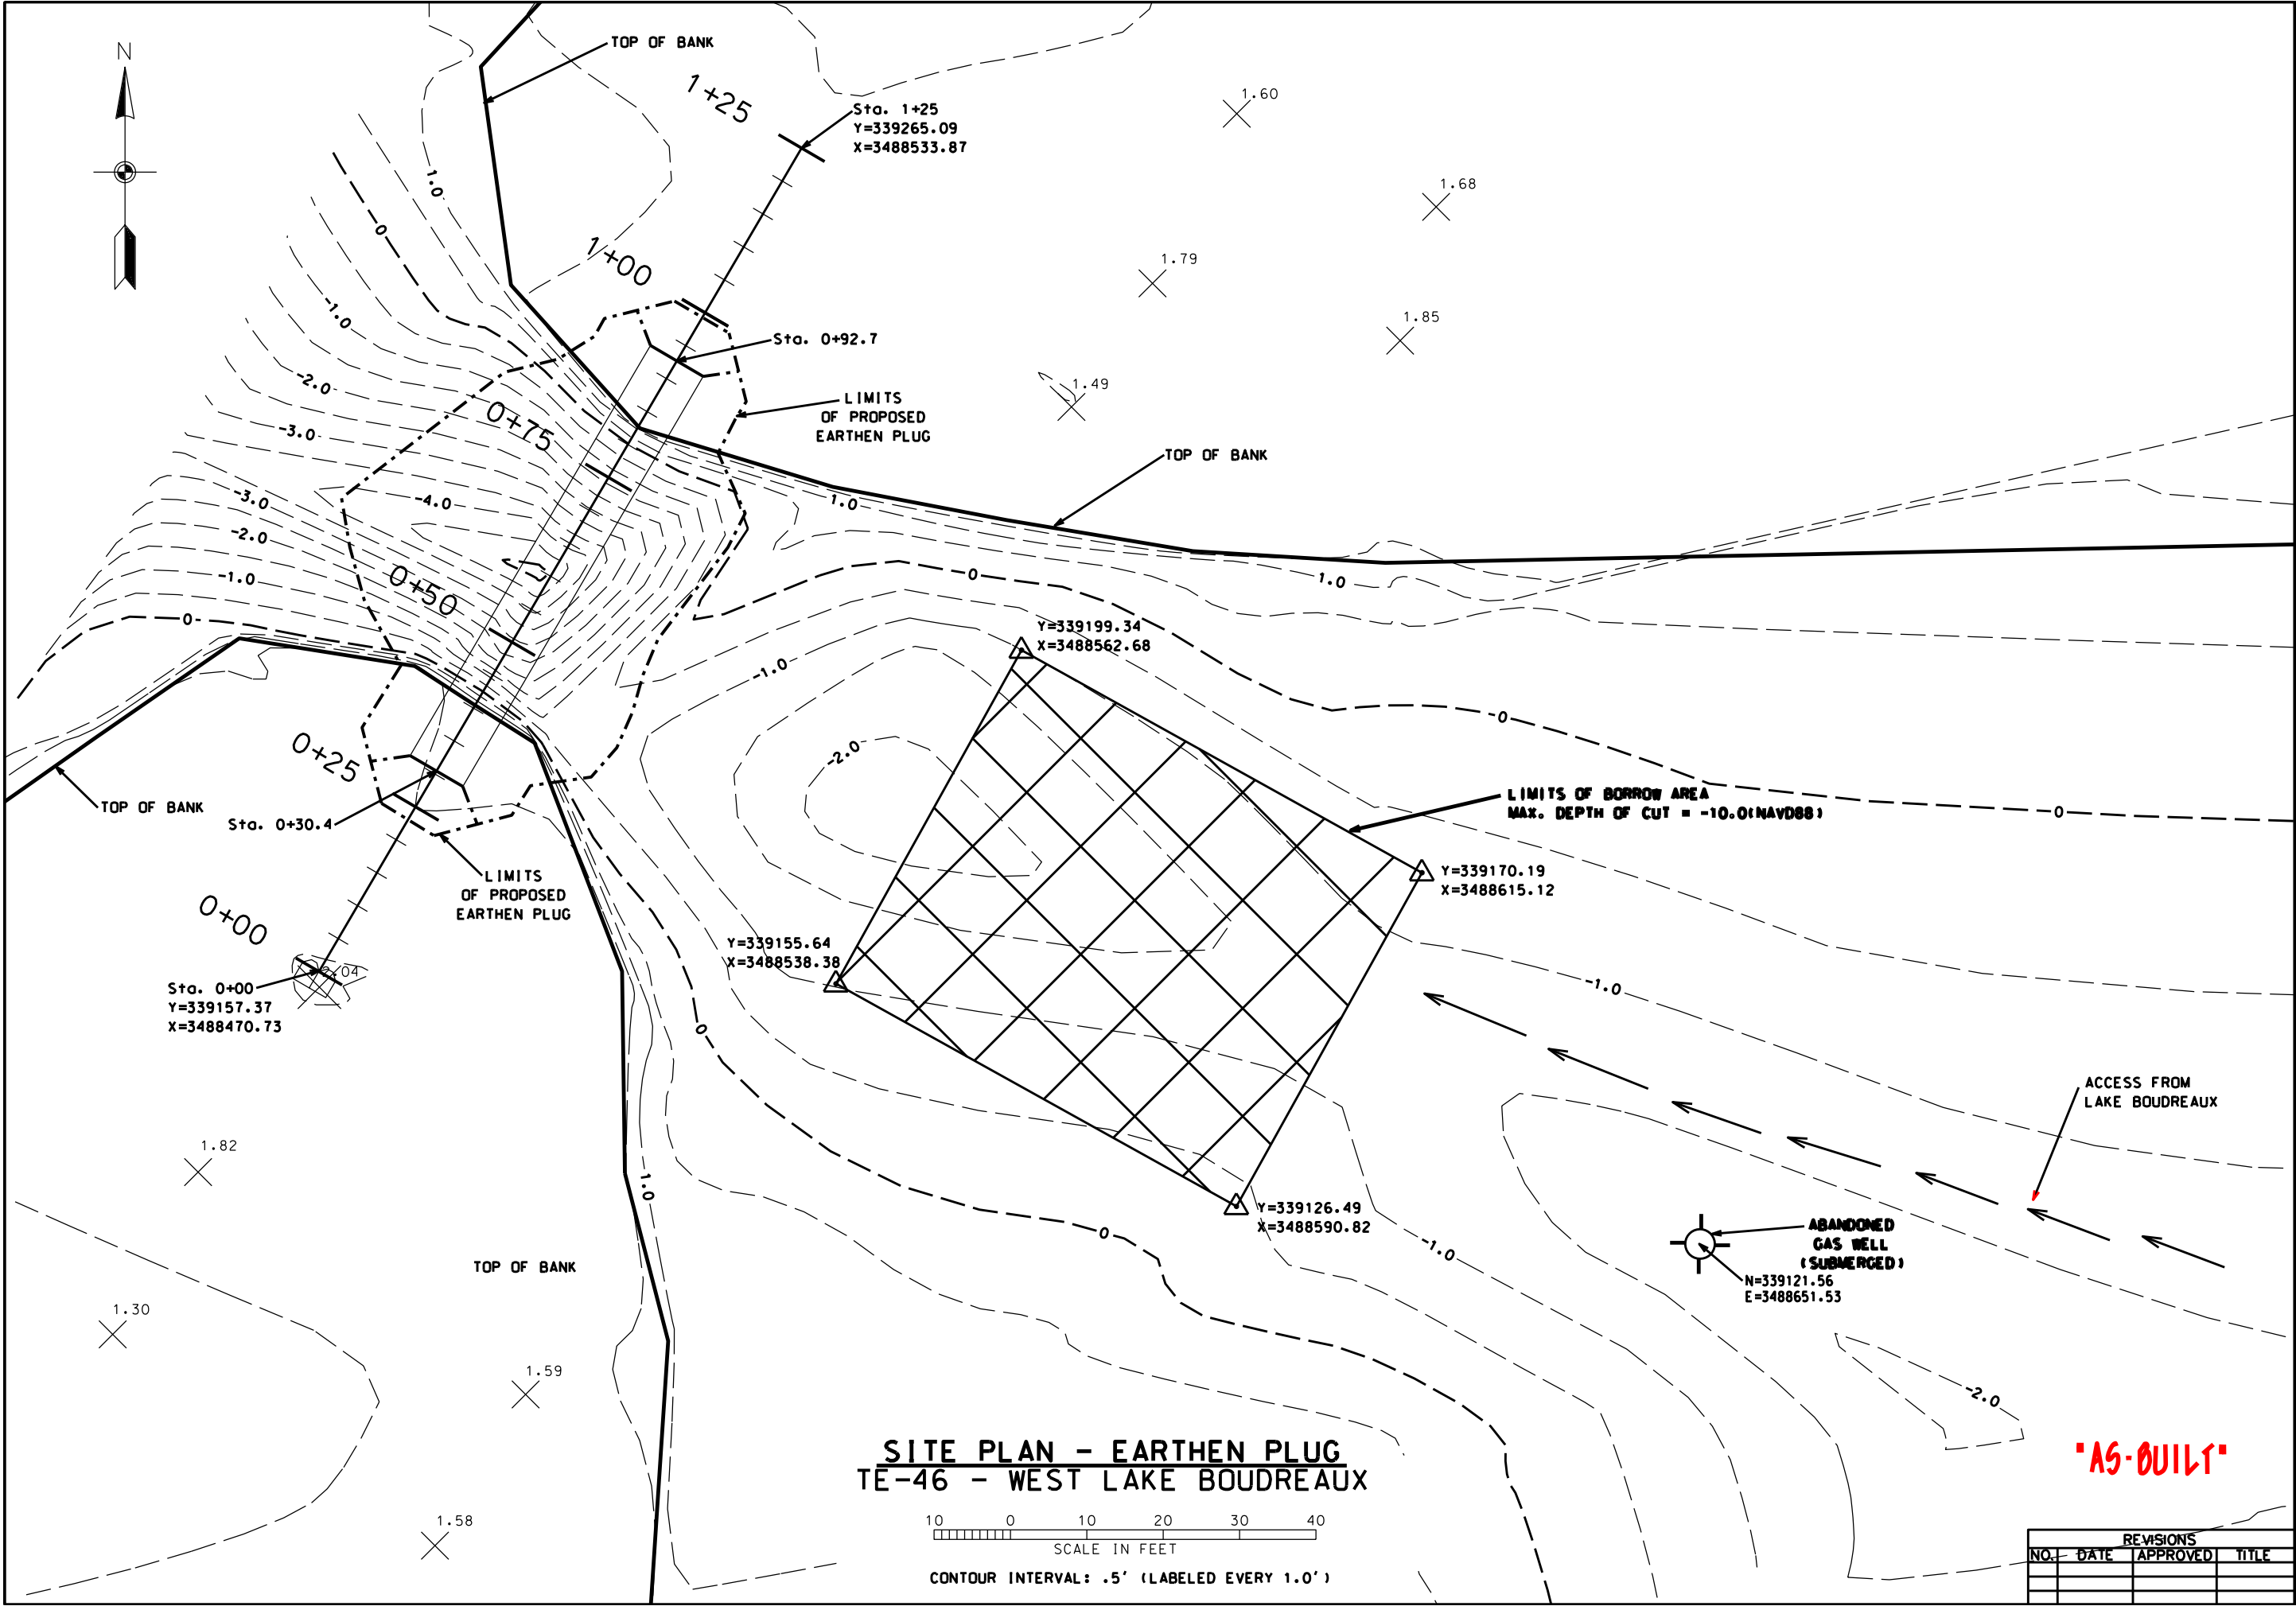 N
TOP OF BANK
1+25
Sta. 1+25
Y=339265.09
X=3488533.87
1.60
1.68
1.79
1.85
1.49
1.0
0
1+00
-1.0
Sta. 0+92.7
-2.0
LIMITS
OF PROPOSED
EARTHEN PLUG
0+75
-3.0
TOP OF BANK
-4.0
1.0
-3.0
-2.0
0
1.0
0+50
-1.0
0
Y=339199.34
X=3488562.68
-1.0
0
0+25
-2.0
TOP OF BANK
Sta. 0+30.4
LIMITS OF BORROW AREA
MAX. DEPTH OF CUT = -10.0(NAVD88)
0
LIMITS
OF PROPOSED
EARTHEN PLUG
Y=339170.19
X=3488615.12
0+00
Y=339155.64
X=3488538.38
Sta. 0+00
Y=339157.37
X=3488470.73
-1.0
0
ACCESS FROM
LAKE BOUDREAUX
1.82
1.0
Y=339126.49
X=3488590.82
0
-1.0
ABANDONED
GAS WELL
(SUBMERGED)
N=339121.56
E=3488651.53
TOP OF BANK
1.30
1.59
-2.0
1.58
SITE PLAN - EARTHEN PLUG
TE-46 - WEST LAKE BOUDREAUX
10 0 10 20 30 40
SCALE IN FEET
CONTOUR INTERVAL: .5' (LABELED EVERY 1.0')
"AS-BUILT"
REVISIONS
NO. DATE APPROVED TITLE